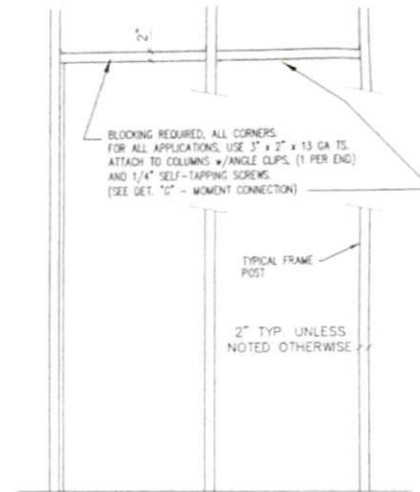 2"
BLOCKING REQUIRED, ALL CORNERS.
FOR ALL APPLICATIONS, USE 3" x 2" x 13 GA TS.
ATTACH TO COLUMNS w/ANGLE CLIPS, (1 PER END)
AND 1/4" SELF-TAPPING SCREWS.
(SEE DET. "G" - MOMENT CONNECTION)
TYPICAL FRAME
POST
2" TYP. UNLESS
NOTED OTHERWISE